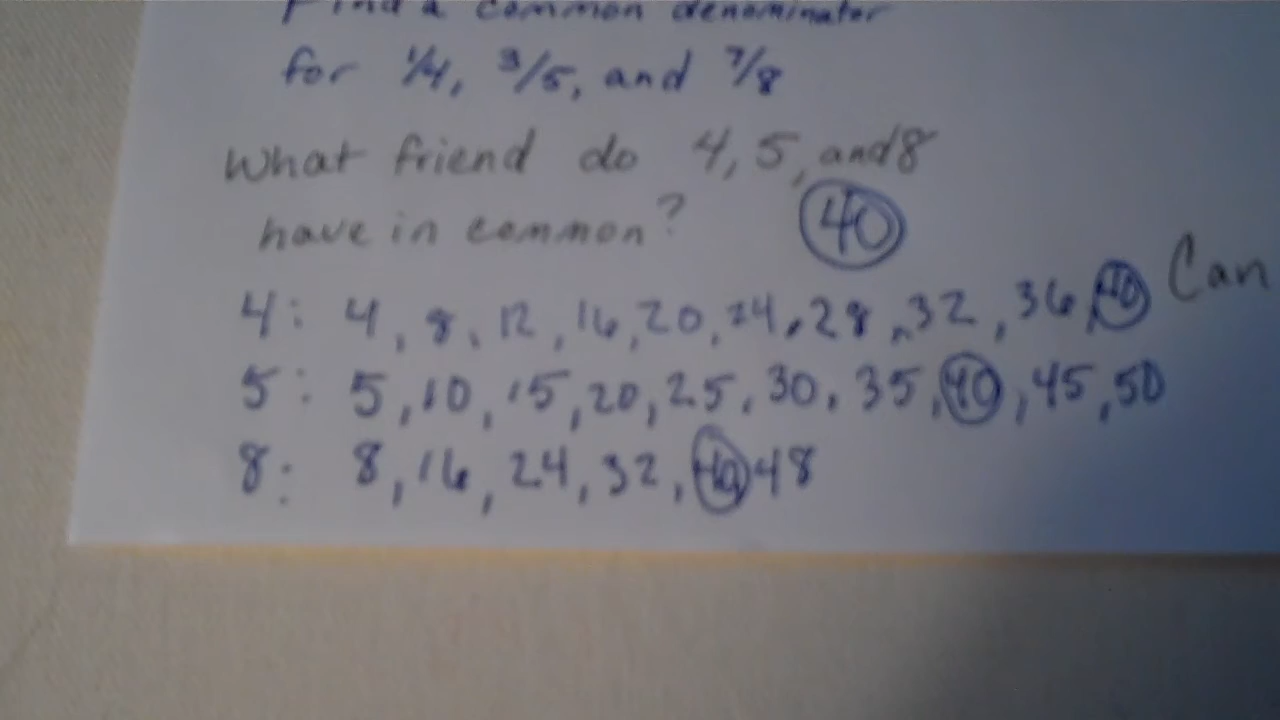 Find a common denominator
for 1/4, 3/5, and 7/8
What friend do 4, 5, and 8
have in common? 40
Can
4: 4, 8, 12, 16, 20, 24, 28, 32, 36, 40
5: 5, 10, 15, 20, 25, 30, 35, 40, 45, 50
8: 8, 16, 24, 32, 40 48